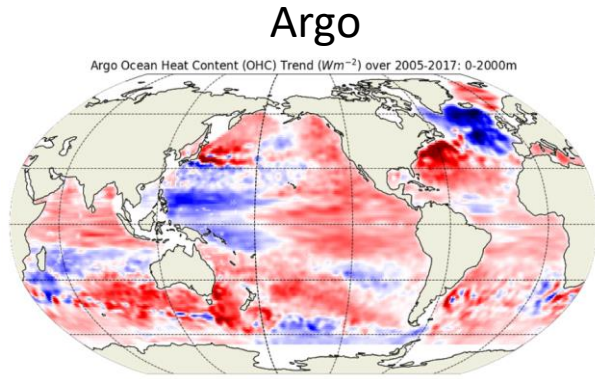 Argo
Argo Ocean Heat Content (OHC) Trend (Wm⁻²) over 2005-2017: 0-2000m